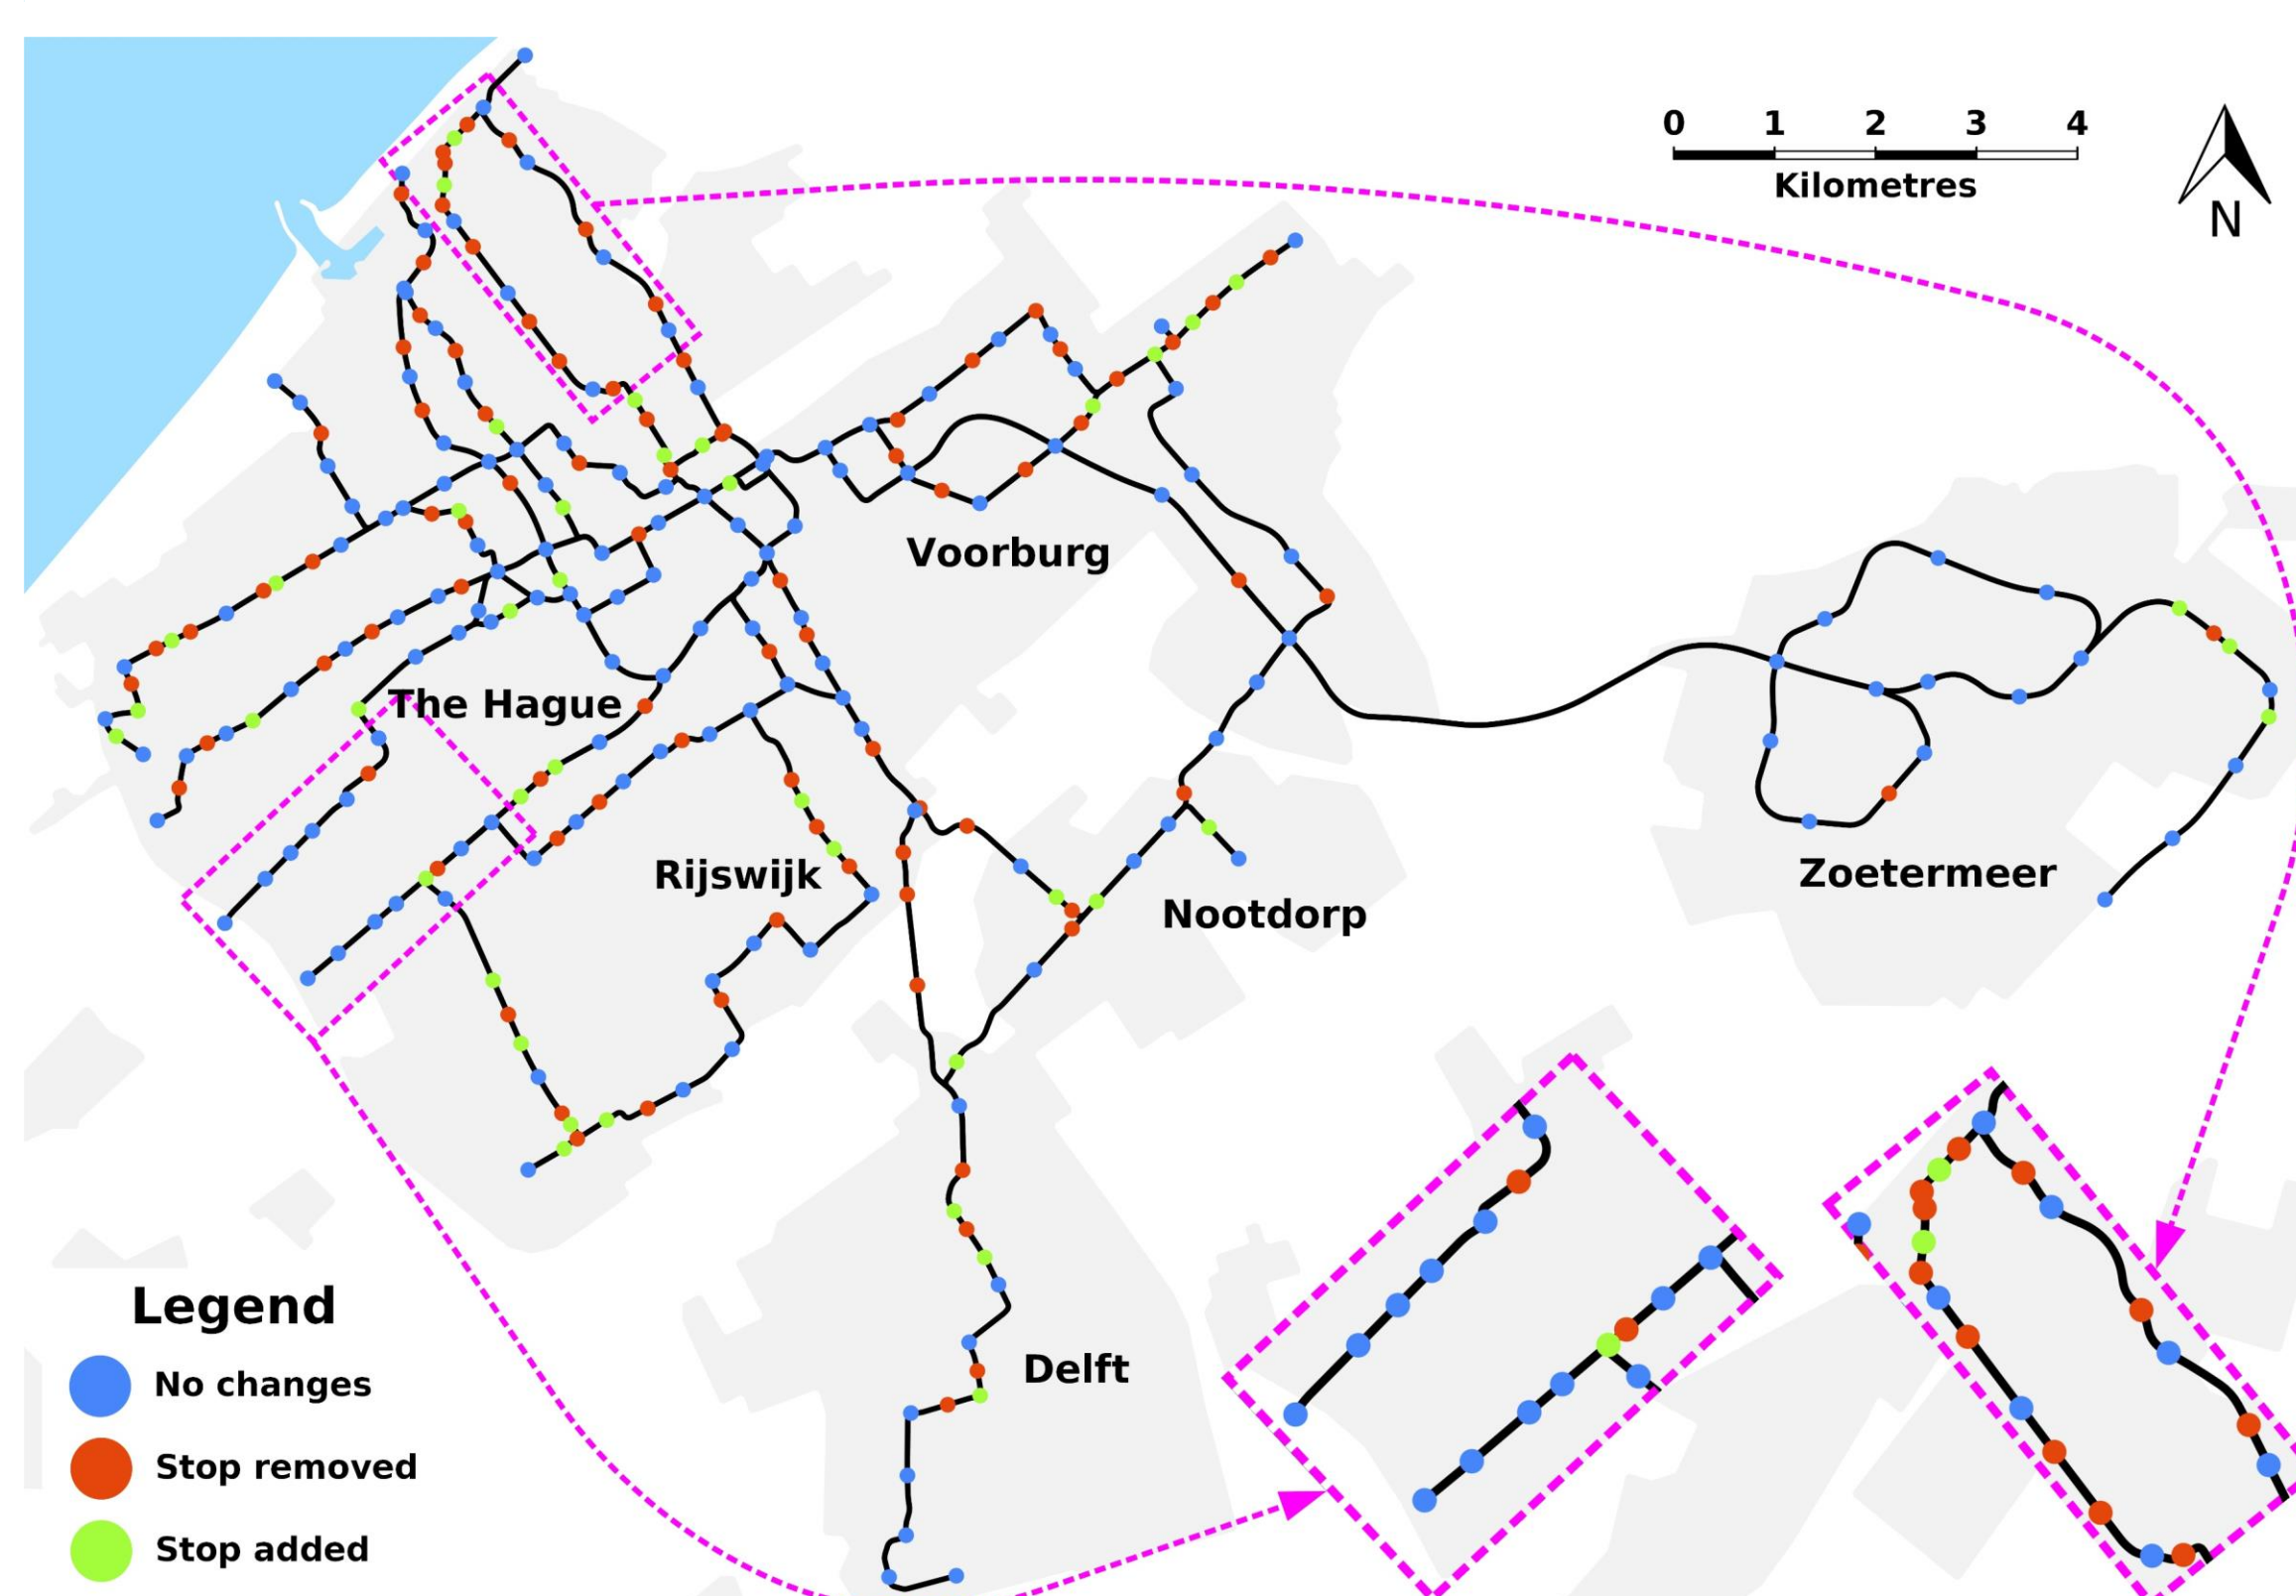 0 1 2 3 4
Kilometres
N
Voorburg
The Hague
Rijswijk
Zoetermeer
Nootdorp
Delft
Legend
No changes
Stop removed
Stop added